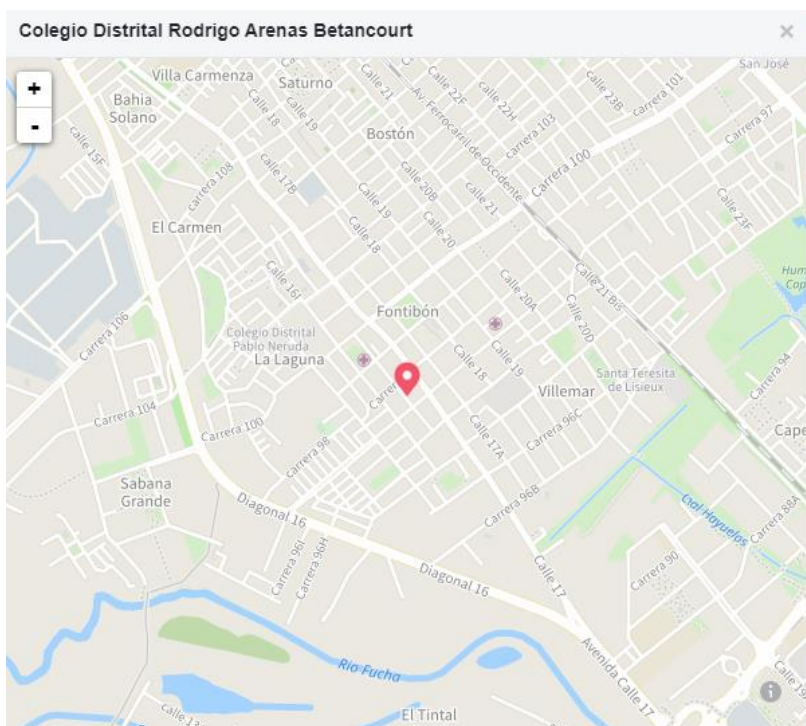 Colegio Distrital Rodrigo Arenas Betancourt
×
+
-
San José
Villa Carmenza
Saturno
Calle 21
Calle 22F
Calle 22H
Calle 23B
carrera 101
Carrera 97
Av. Ferrocarril de Occidente
Bahia
Solano
Calle 18
Calle 19
Bostón
carrera 103
Carrera 100
calle 15F
carrera 108
Calle 17B
Calle 20B
calle 21
Calle 19
Calle 20
Calle 18
Calle 23F
El Carmen
Calle 16I
Calle 20A
Calle 21 Bis
Fontibón
Calle 20D
Colegio Distrital
Pablo Neruda
La Laguna
Carrera 106
Calle 18
Calle 19
Santa Teresita
de Lisieux
Carrera 94
Villemar
Carrera 104
Carrera 100
carrera 98
Calle 17A
Carrera 96C
Sabana
Grande
Diagonal 16
Carrera 96B
Carrera 88A
Carrera 96I
Carrera 96H
Diagonal 16
Calle 17
Carrera 90
Rio Fucha
Avenida Calle 17
El Tintal